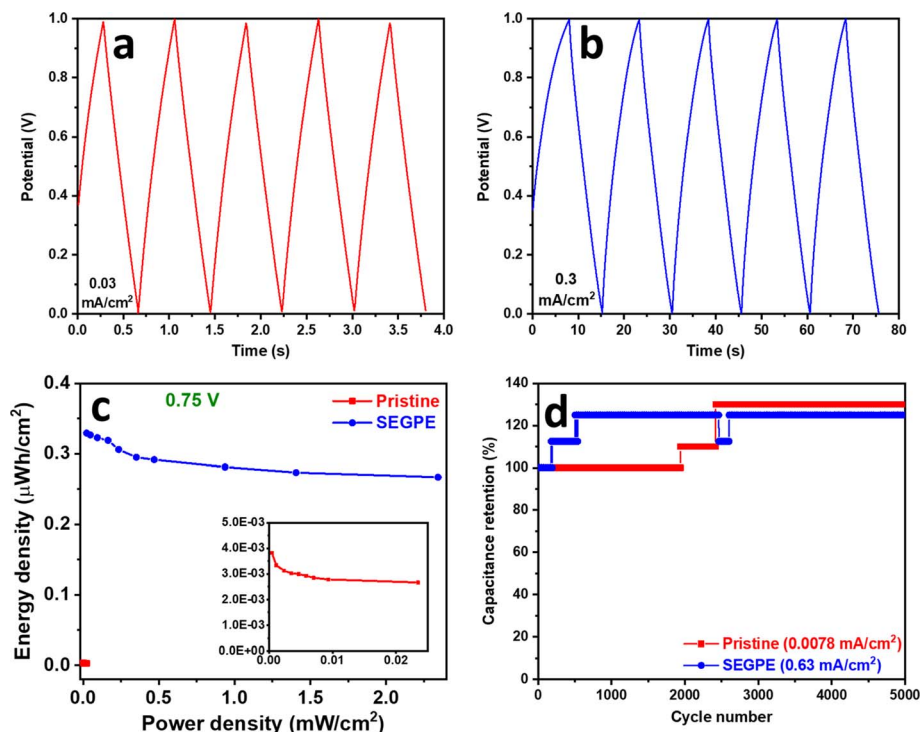 a
1.0
0.8
0.6
0.4
0.2
0.0
Potential (V)
0.03
mA/cm²
0.0 0.5 1.0 1.5 2.0 2.5 3.0 3.5 4.0
Time (s)
b
1.0
0.8
0.6
0.4
0.2
0.0
Potential (V)
0.3
mA/cm²
0 10 20 30 40 50 60 70 80
Time (s)
c
0.75 V
Pristine
SEGPE
0.4
0.3
0.2
0.1
0.0
Energy density (μWh/cm²)
5.0E-03
4.0E-03
3.0E-03
2.0E-03
1.0E-03
0.0E+00
0.00 0.01 0.02
0.0 0.5 1.0 1.5 2.0
Power density (mW/cm²)
d
140
120
100
80
60
40
20
0
Capacitance retention (%)
Pristine (0.0078 mA/cm²)
SEGPE (0.63 mA/cm²)
0 1000 2000 3000 4000 5000
Cycle number